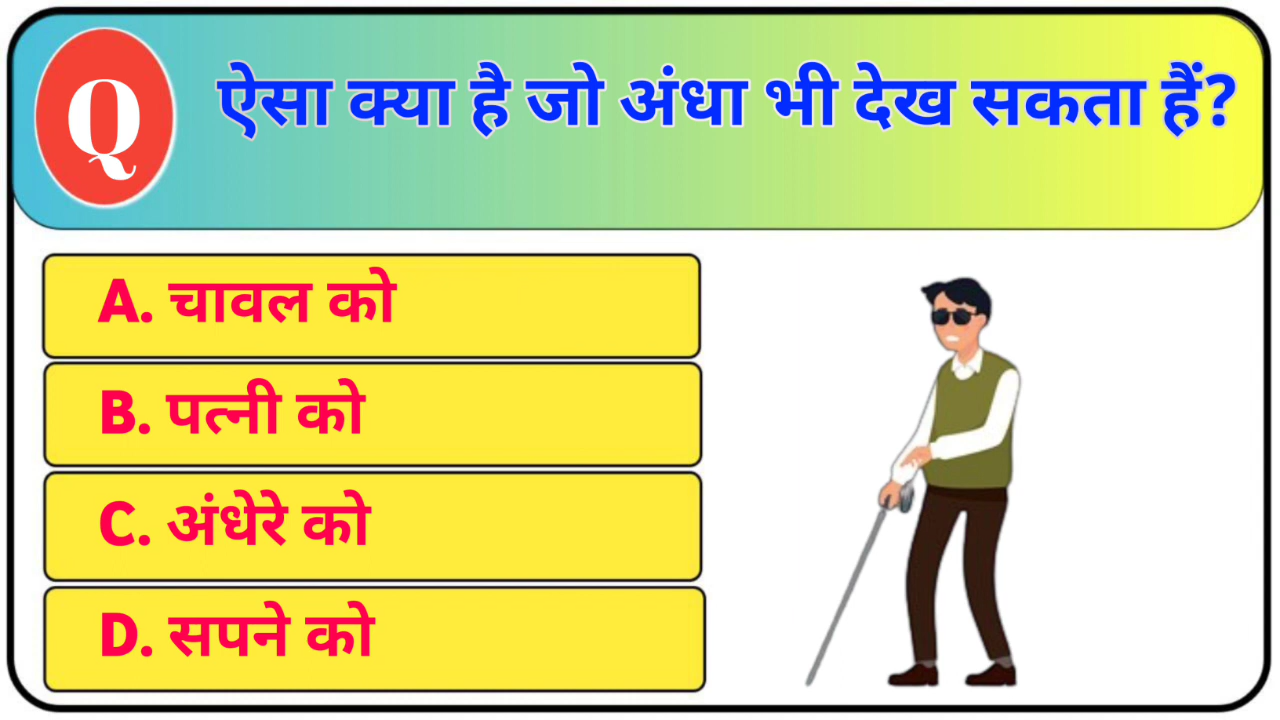 Q
ऐसा क्या है जो अंधा भी देख सकता हैं?
A. चावल को
B. पत्नी को
C. अंधेरे को
D. सपने को